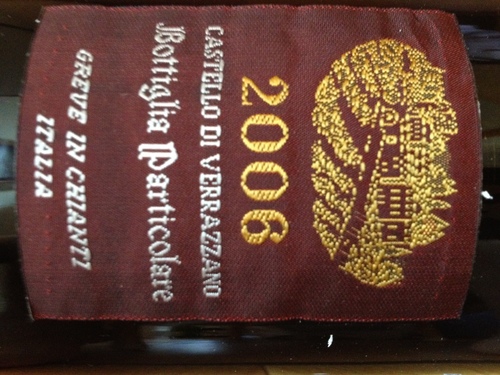 2006
CASTELLO DI VERRAZZANO
Bottiglia Particolare
GREVE IN CHIANTI
ITALIA